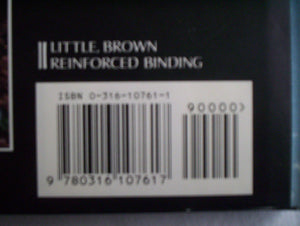 LITTLE, BROWN
REINFORCED BINDING
ISBN 0-316-10761-1
90000>
9 780316 107617